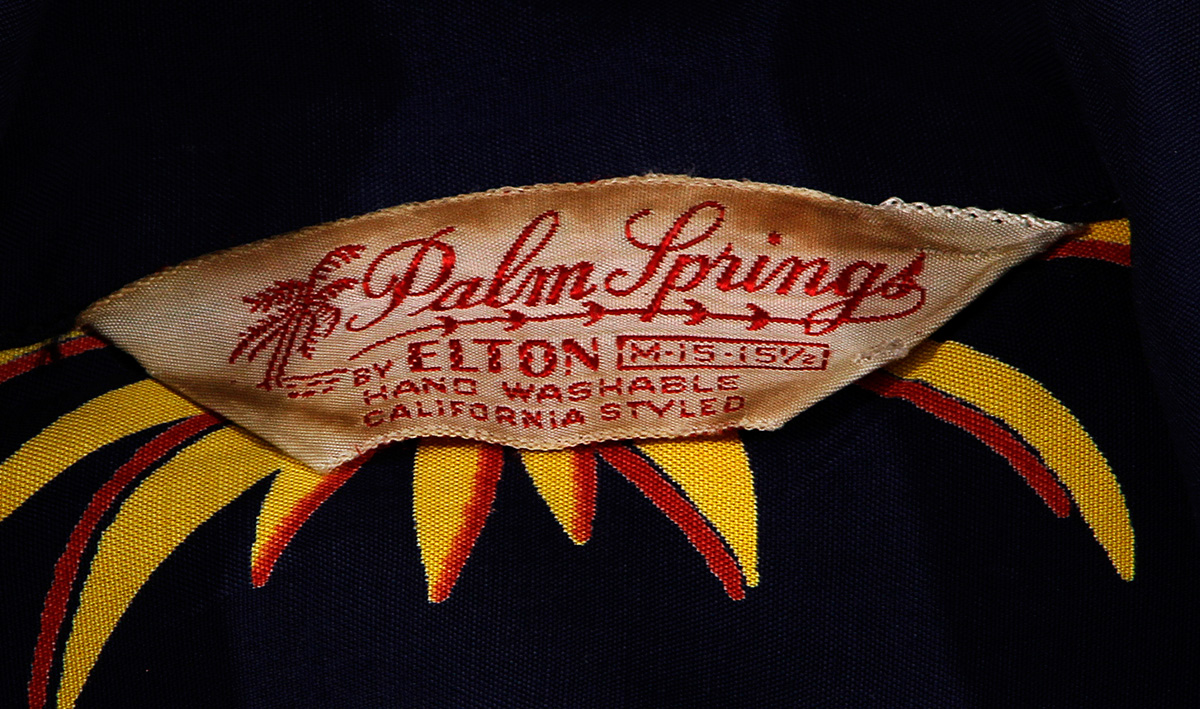 Palm Springs
BY ELTON M-15-15½
HAND WASHABLE
CALIFORNIA STYLED